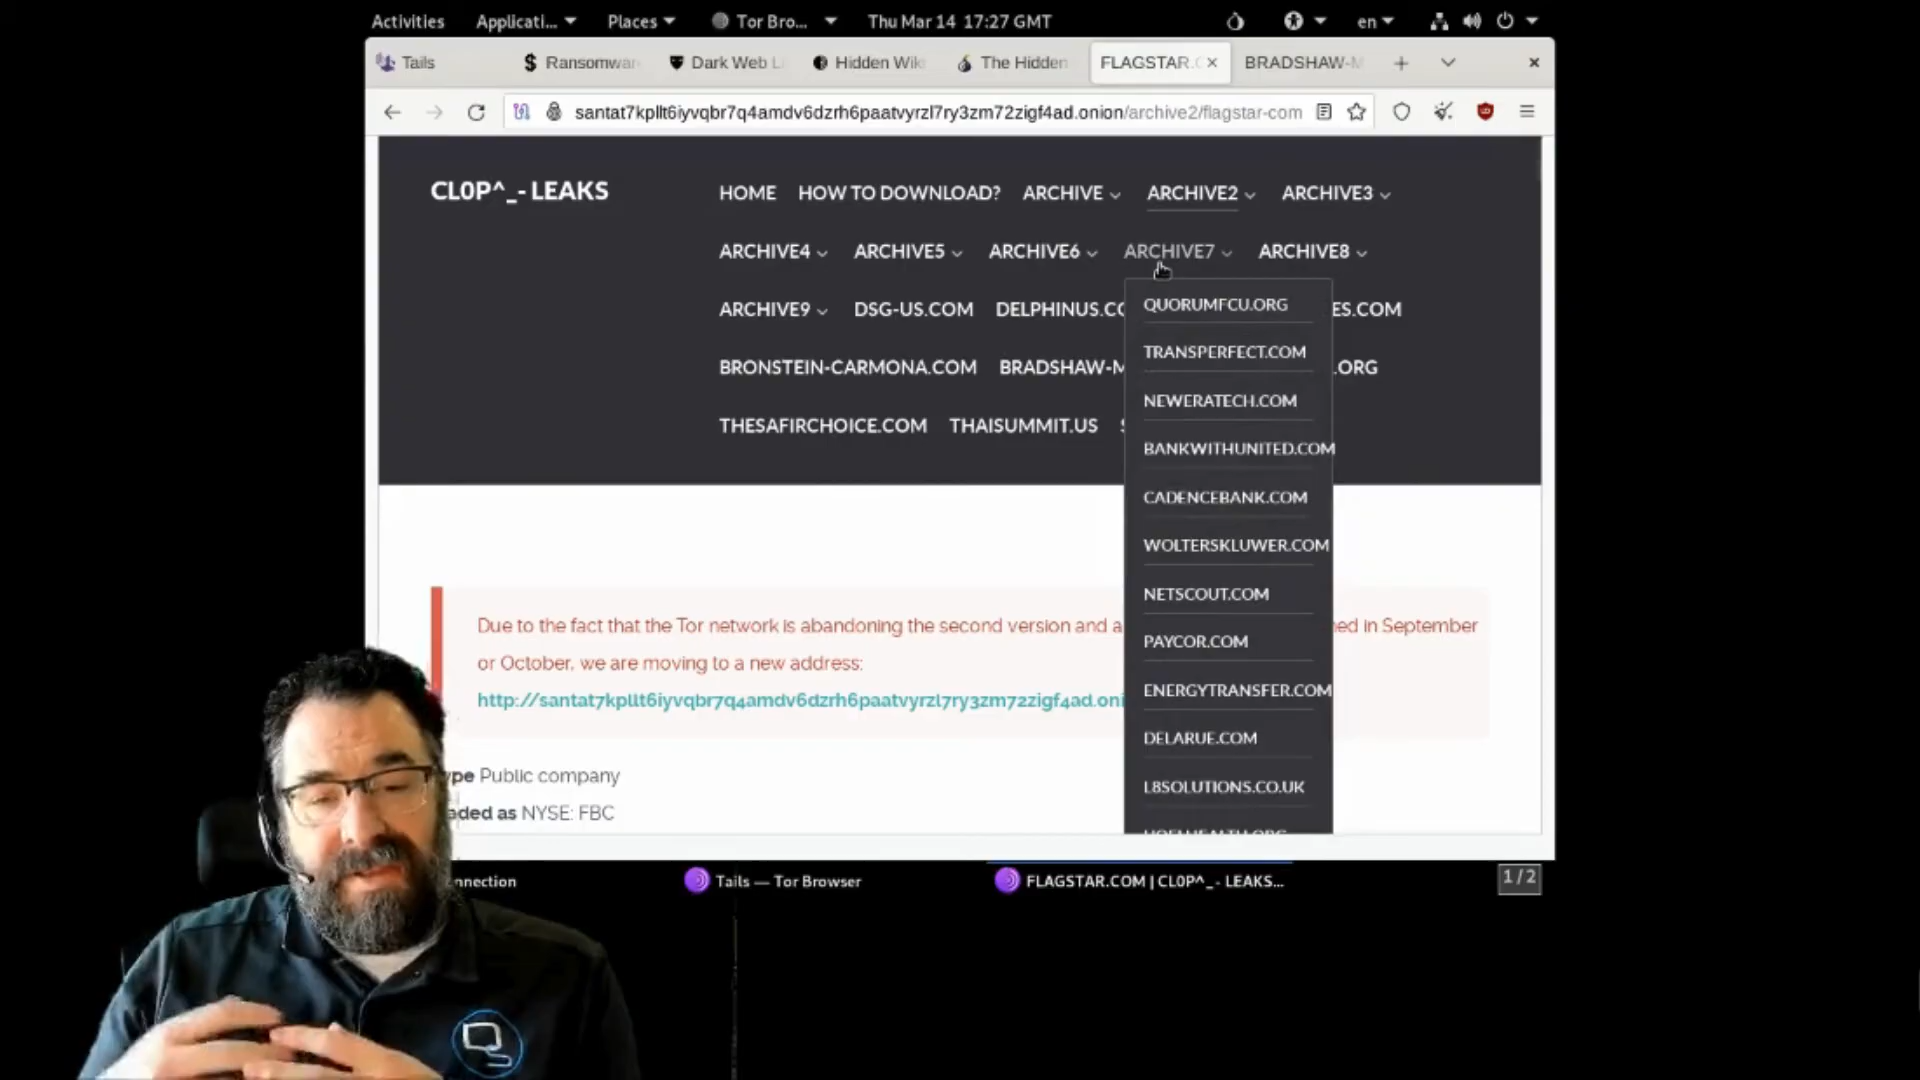 Activities Applicati... Places Tor Bro... Thu Mar 14 17:27 GMT en
Tails Ransomwar Dark Web L Hidden Wik The Hidden FLAGSTAR. BRADSHAW-M
santat7kpllt6iyvqbr7q4amdv6dzrh6paatvyrzl7ry3zm72zigf4ad.onion/archive2/flagstar-com
CL0P^_- LEAKS
HOME HOW TO DOWNLOAD? ARCHIVE ARCHIVE2 ARCHIVE3
ARCHIVE4 ARCHIVE5 ARCHIVE6 ARCHIVE7 ARCHIVE8
ARCHIVE9 DSG-US.COM DELPHINUS.CO ES.COM
BRONSTEIN-CARMONA.COM BRADSHAW-M .ORG
THESAFIRCHOICE.COM THAISUMMIT.US
QUORUMFCU.ORG
TRANSPERFECT.COM
NEWERATECH.COM
BANKWITHUNITED.COM
CADENCEBANK.COM
WOLTERSKLUWER.COM
NETSCOUT.COM
PAYCOR.COM
ENERGYTRANSFER.COM
DELARUE.COM
L8SOLUTIONS.CO.UK
Due to the fact that the Tor network is abandoning the second version and a ed in September
or October, we are moving to a new address:
http://santat7kpllt6iyvqbr7q4amdv6dzrh6paatvyrzl7ry3zm72zigf4ad.oni
ype Public company
aded as NYSE: FBC
nnection Tails — Tor Browser FLAGSTAR.COM | CL0P^_- LEAKS... 1 / 2